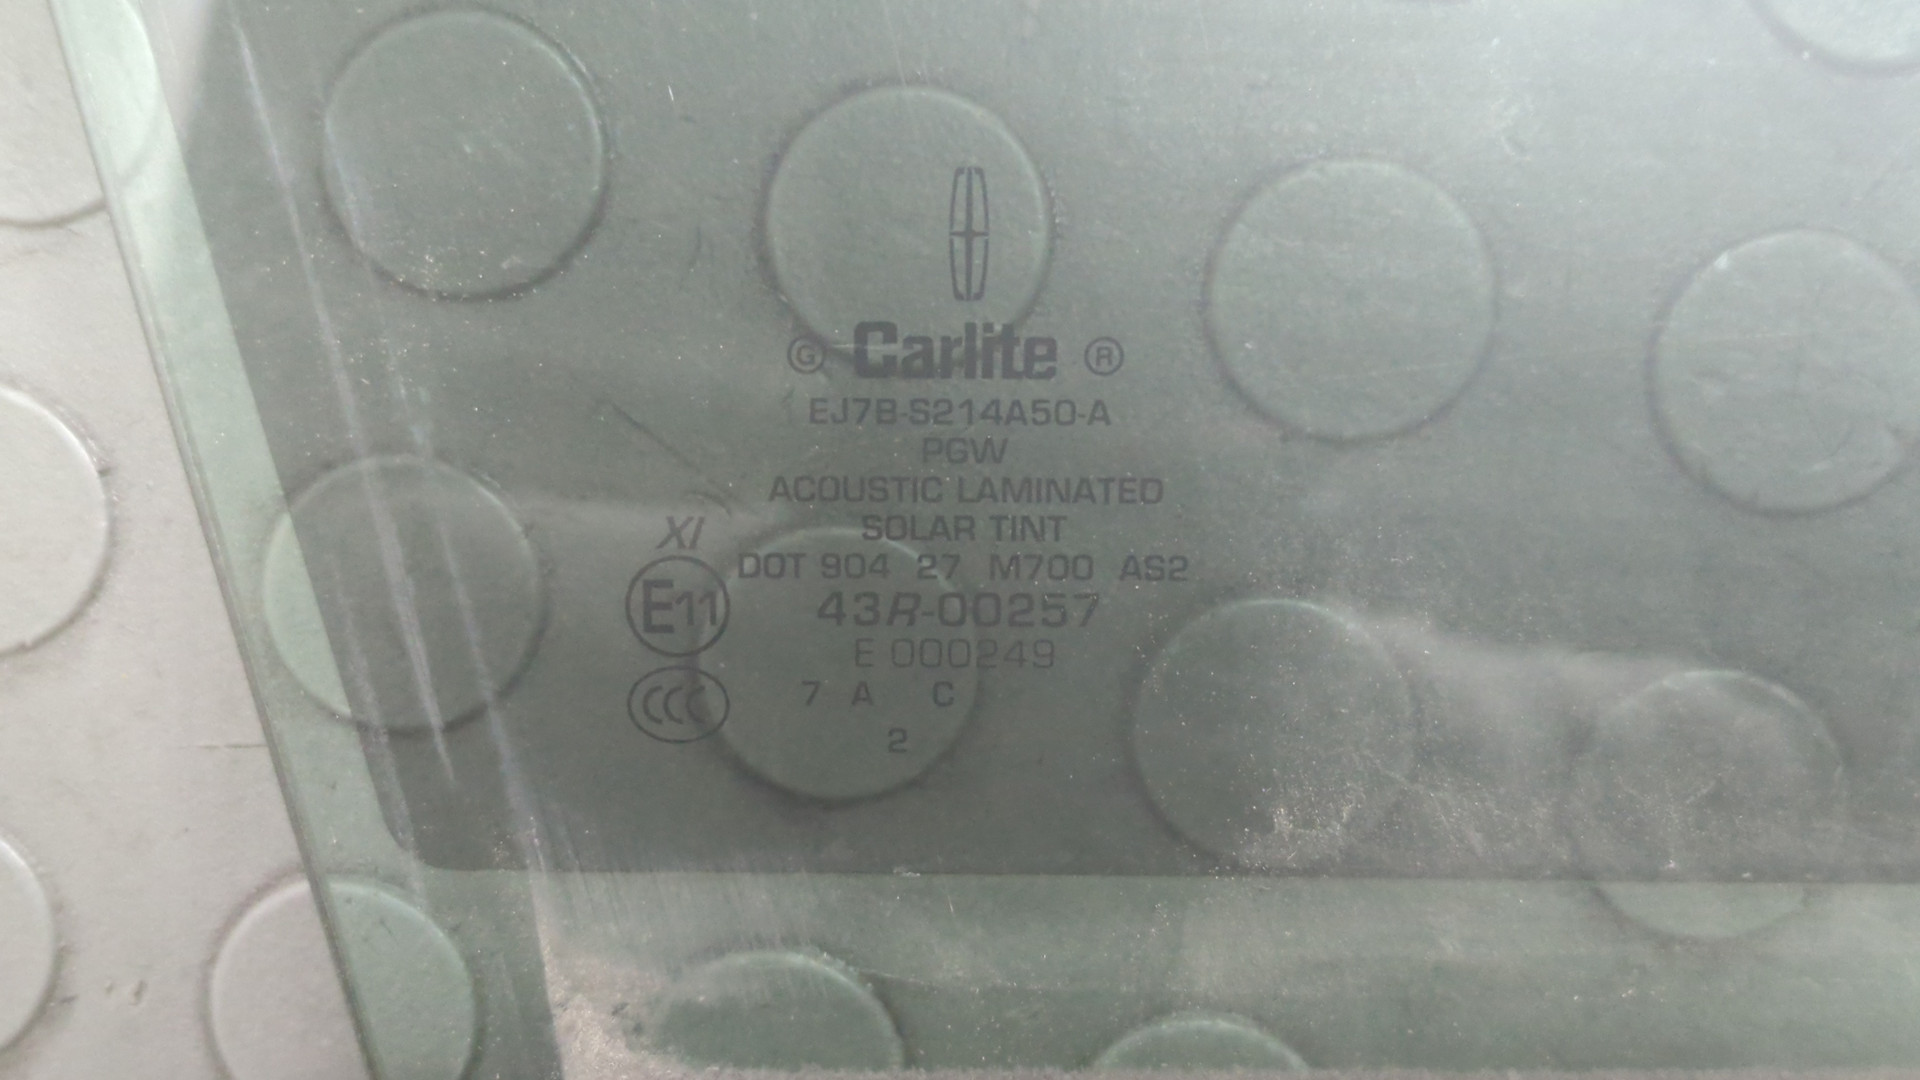 G Carlite ®
EJ7B-S214A50-A
PGW
ACOUSTIC LAMINATED
XI SOLAR TINT
DOT 904 27 M700 AS2
E11 43R-00257
E 000249
CCC 7 A C
2